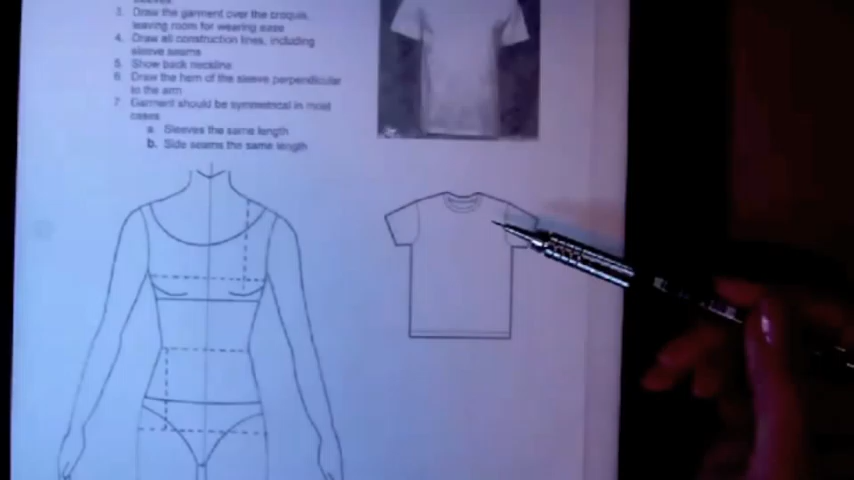 sleeves
3. Draw the garment over the croquis,
leaving room for wearing ease
4. Draw all construction lines, including
sleeve seams
5. Show back neckline
6. Draw the hem of the sleeve perpendicular
to the arm
7. Garment should be symmetrical in most
cases
a. Sleeves the same length
b. Side seams the same length